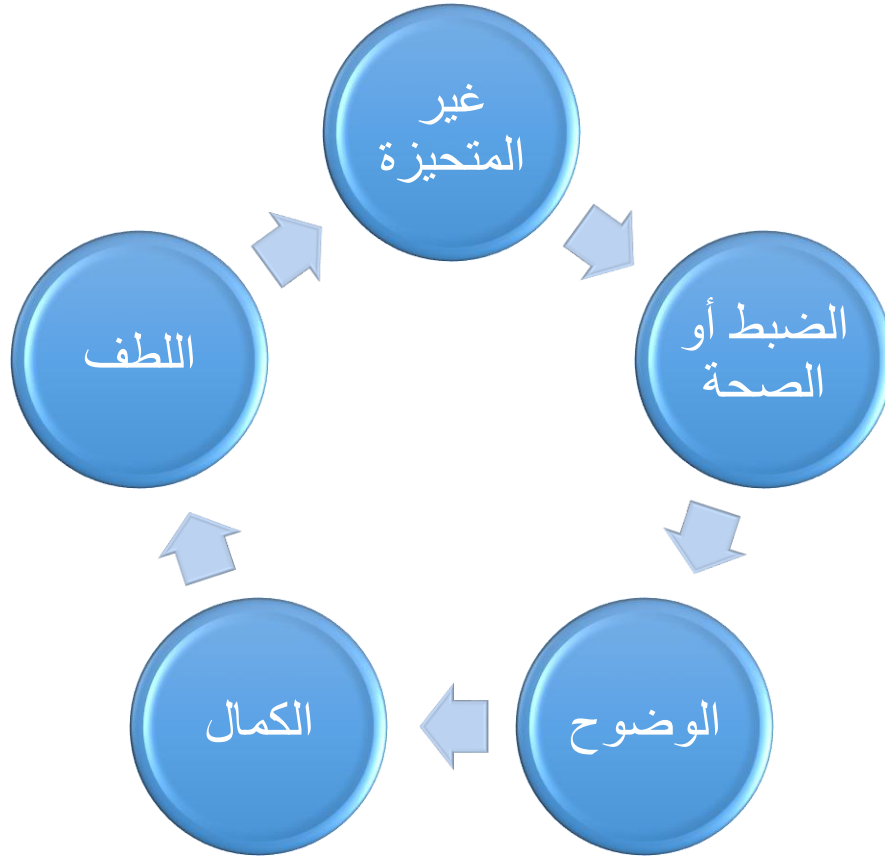 غير
المتحيزة
الضبط أو
الصحة
الوضوح
الكمال
اللطف